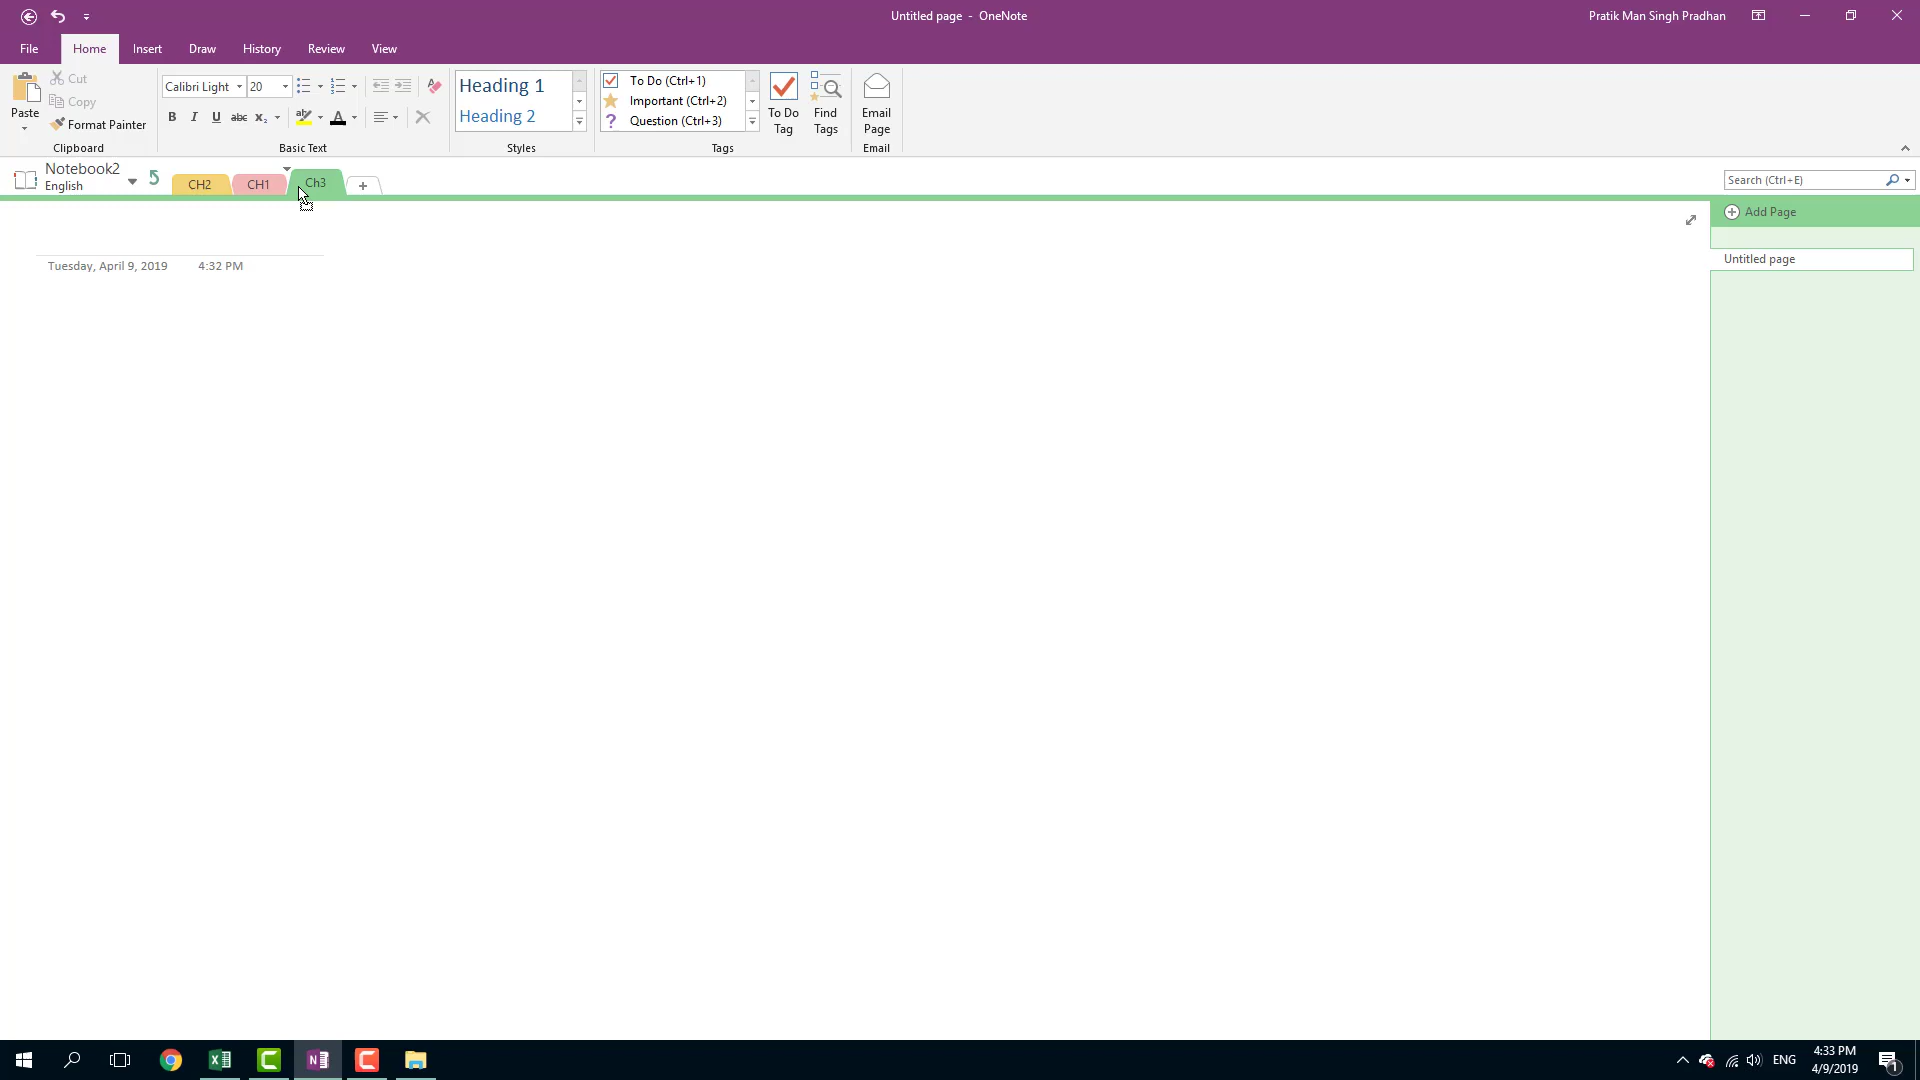 Untitled page - OneNote
Pratik Man Singh Pradhan
File Home Insert Draw History Review View
Paste
Cut
Copy
Format Painter
Clipboard
Calibri Light 20
B I U abc X₂ A
Basic Text
Heading 1
Heading 2
Styles
To Do (Ctrl+1)
Important (Ctrl+2)
Question (Ctrl+3)
To Do
Tag
Find
Tags
Tags
Email
Page
Email
Notebook2
English
CH2 CH1 Ch3 +
Search (Ctrl+E)
Add Page
Untitled page
Tuesday, April 9, 2019 4:32 PM
ENG
4:33 PM
4/9/2019
1